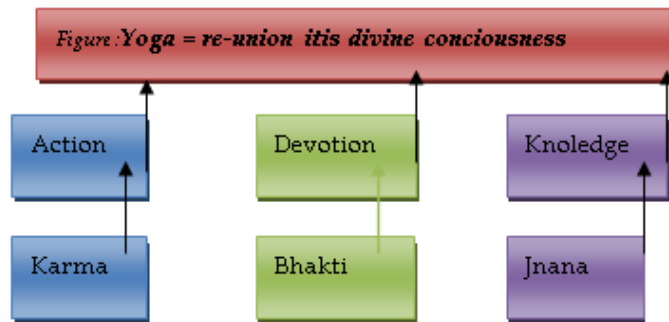 Figure:Yoga = re-union itis divine conciousness
Action Devotion Knoledge
Karma Bhakti Jnana